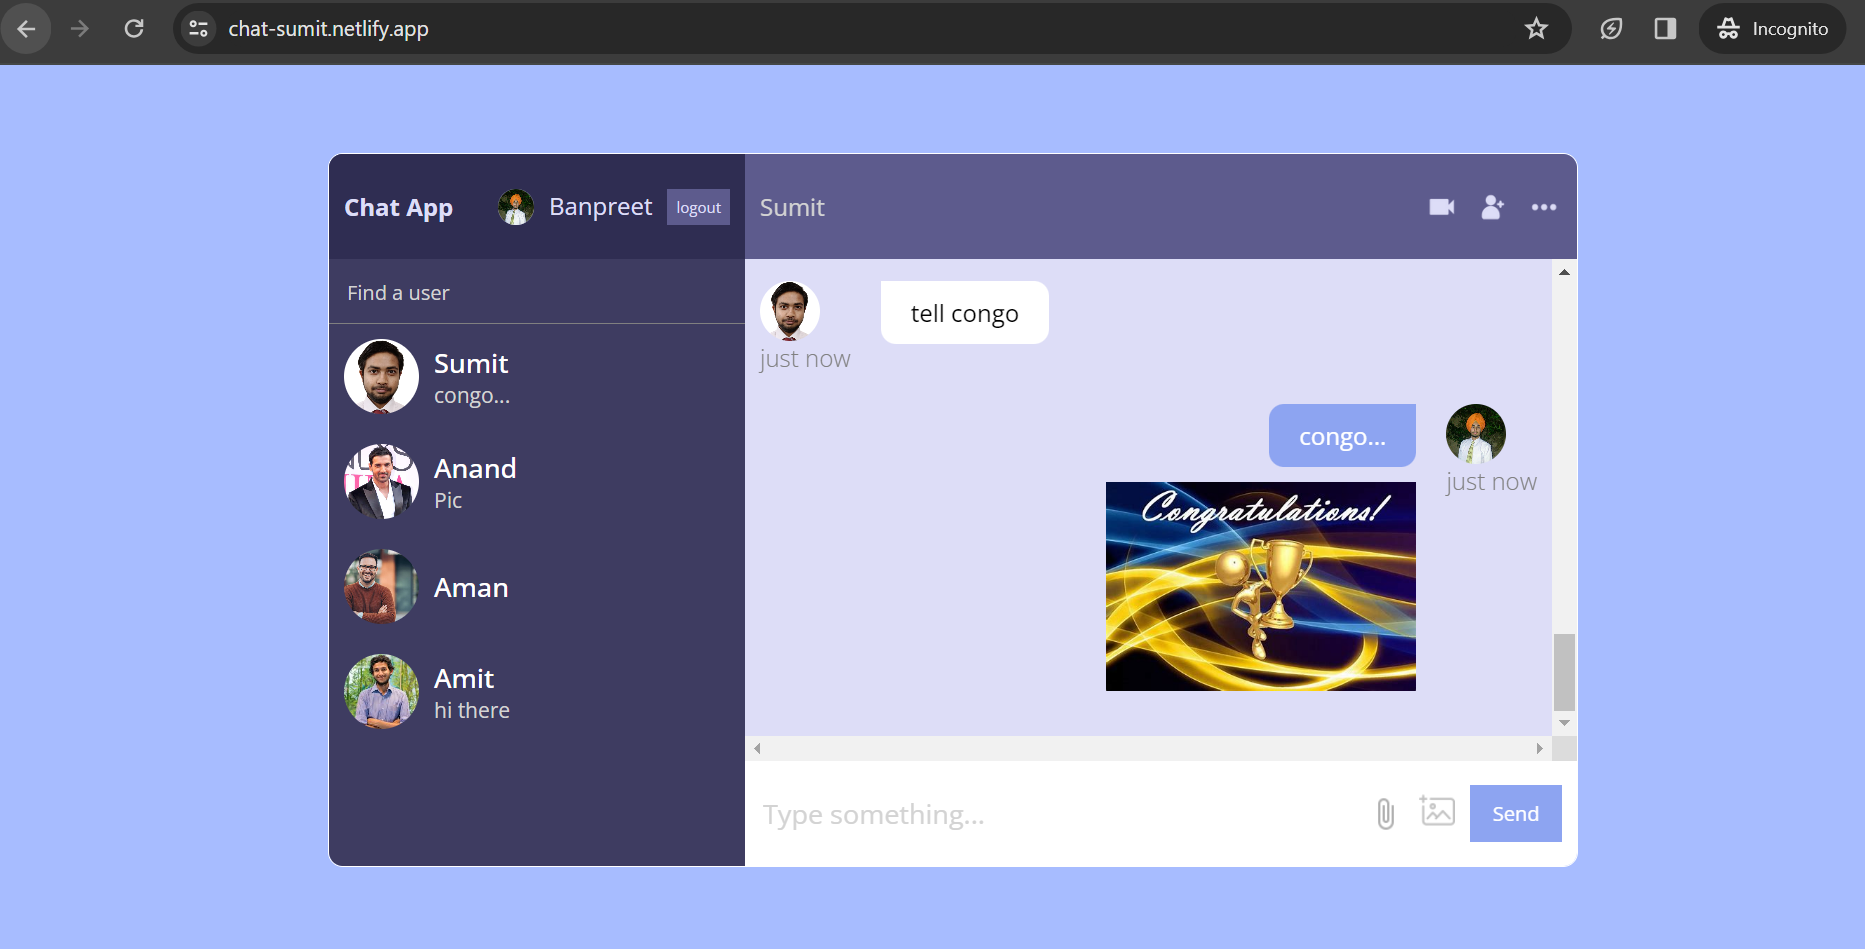 chat-sumit.netlify.app
Incognito
Chat App
Banpreet
logout
Sumit
Find a user
Sumit
congo...
Anand
Pic
Aman
Amit
hi there
tell congo
just now
congo...
just now
Congratulations!
Type something...
Send